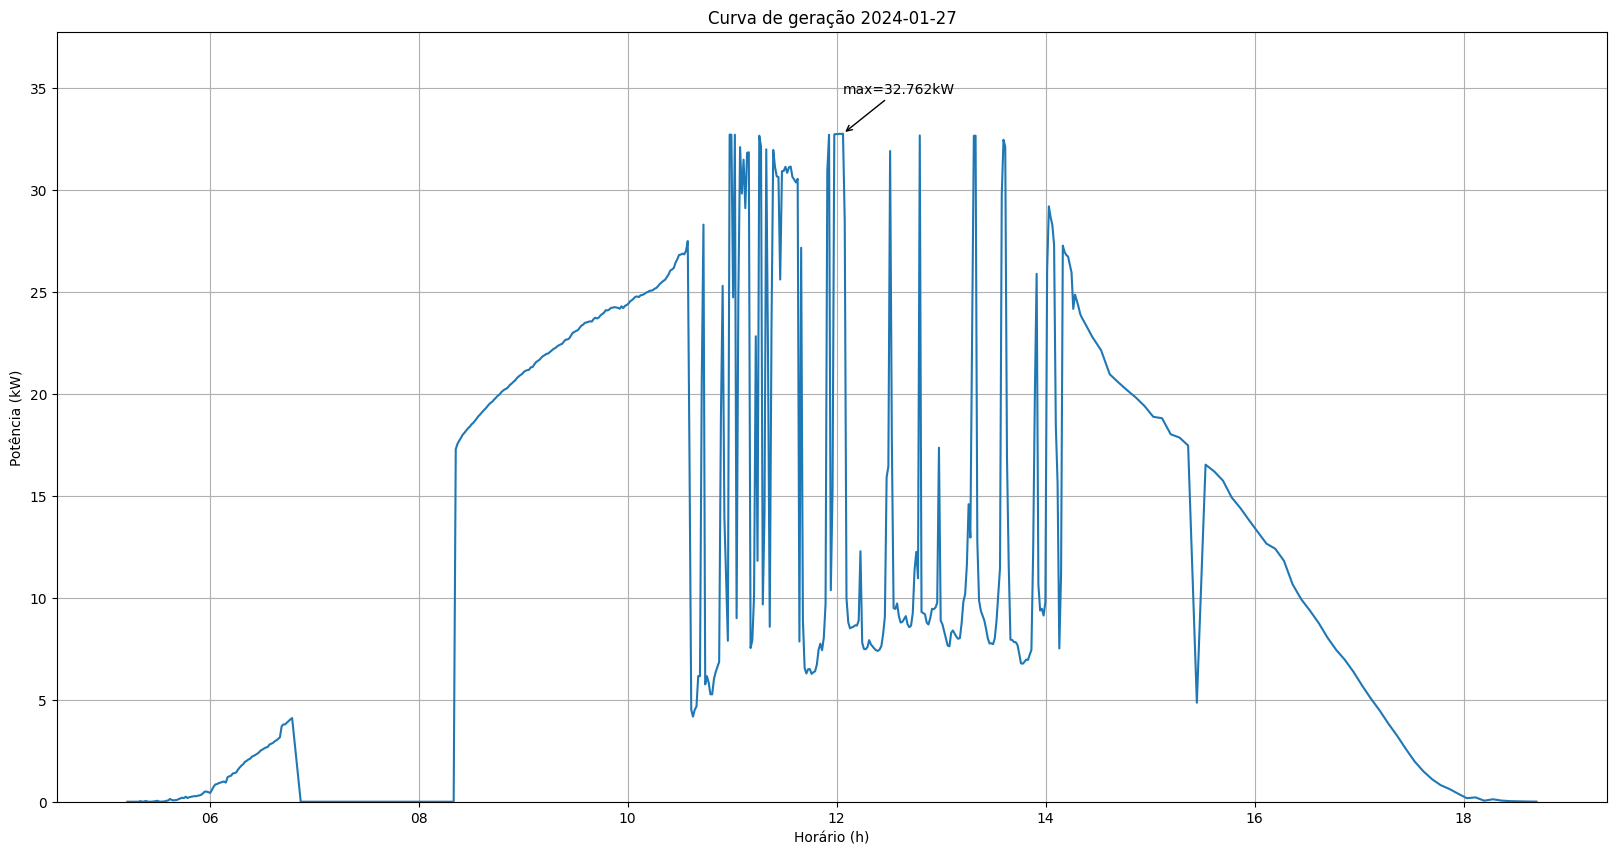 Curva de geração 2024-01-27
max=32.762kW
35
30
25
20
15
10
5
0
Potência (kW)
06 08 10 12 14 16 18
Horário (h)